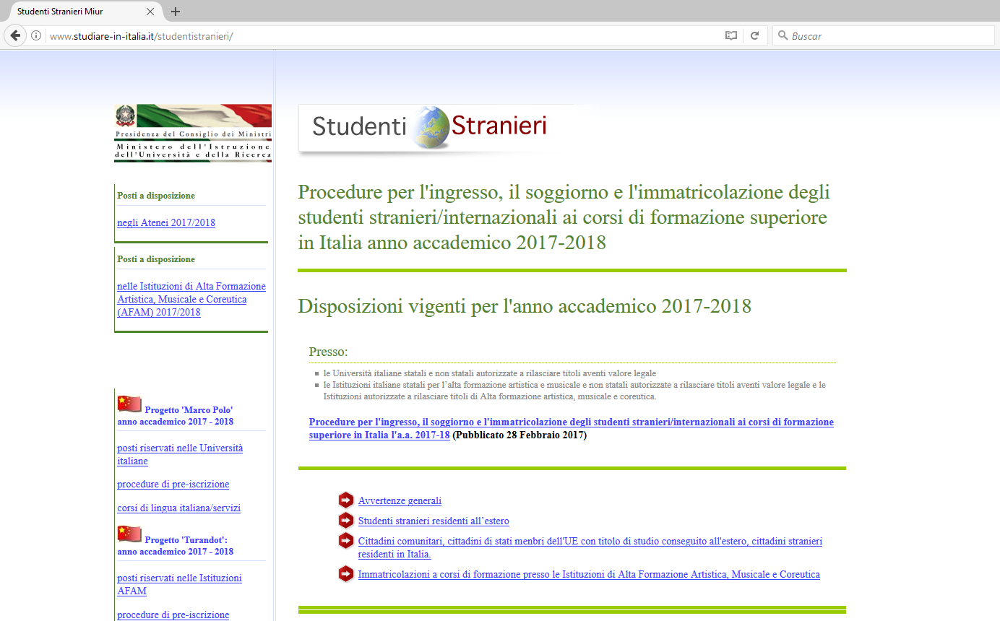 Studenti Stranieri Miur
www.studiare-in-italia.it/studentistranieri/
Buscar
Presidenza del Consiglio dei Ministri
Ministero dell'Istruzione
dell'Università e della Ricerca
Posti a disposizione
negli Atenei 2017/2018
Posti a disposizione
nelle Istituzioni di Alta Formazione
Artistica, Musicale e Coreutica
(AFAM) 2017/2018
Progetto 'Marco Polo'
anno accademico 2017 - 2018
posti riservati nelle Università
italiane
procedure di pre-iscrizione
corsi di lingua italiana/servizi
Progetto 'Turandot':
anno accademico 2017 - 2018
posti riservati nelle Istituzioni
AFAM
procedure di pre-iscrizione
Studenti Stranieri
Procedure per l'ingresso, il soggiorno e l'immatricolazione degli
studenti stranieri/internazionali ai corsi di formazione superiore
in Italia anno accademico 2017-2018
Disposizioni vigenti per l'anno accademico 2017-2018
Presso:
le Università italiane statali e non statali autorizzate a rilasciare titoli aventi valore legale
le Istituzioni italiane statali per l’alta formazione artistica e musicale e non statali autorizzate a rilasciare titoli aventi valore legale e le
Istituzioni autorizzate a rilasciare titoli di Alta formazione artistica, musicale e coreutica.
Procedure per l'ingresso, il soggiorno e l'immatricolazione degli studenti stranieri/internazionali ai corsi di formazione
superiore in Italia l'a.a. 2017-18 (Pubblicato 28 Febbraio 2017)
Avvertenze generali
Studenti stranieri residenti all’estero
Cittadini comunitari, cittadini di stati menbri dell'UE con titolo di studio conseguito all'estero, cittadini stranieri
residenti in Italia.
Immatricolazioni a corsi di formazione presso le Istituzioni di Alta Formazione Artistica, Musicale e Coreutica